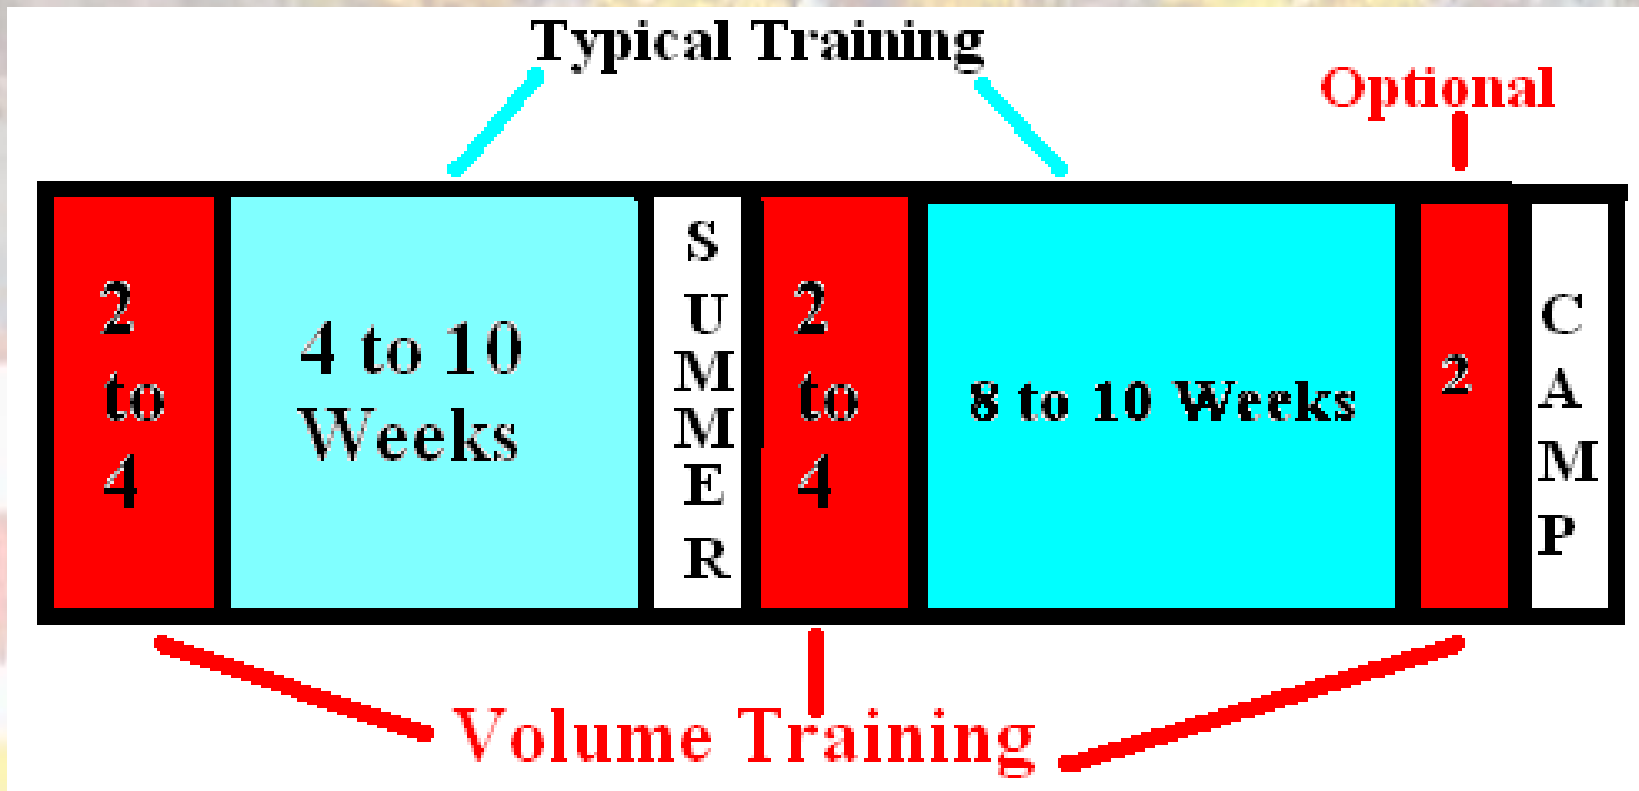 Typical Training
Optional
2
to
4
4 to 10
Weeks
S
U
M
M
E
R
2
to
4
8 to 10 Weeks
2
C
A
M
P
Volume Training